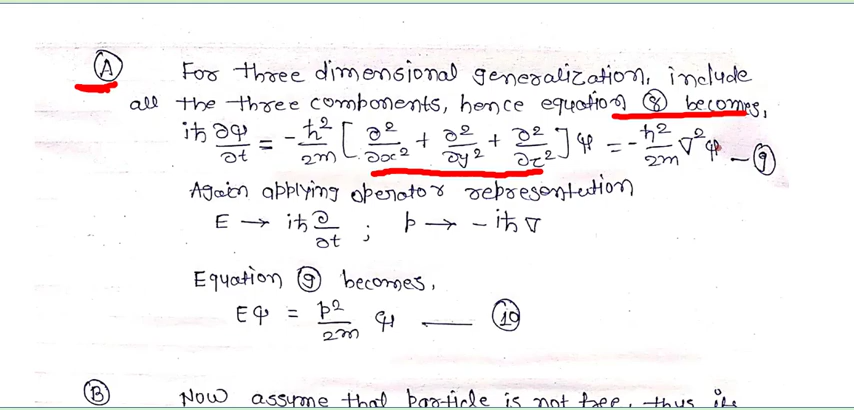 (A) For three dimensional generalization, include
all the three components, hence equation (8) becomes,
iħ ∂ψ/∂t = -ħ²/2m [∂²/∂x² + ∂²/∂y² + ∂²/∂z²] ψ = -ħ²/2m ∇²ψ — (9)
Again applying operator representation
E → iħ ∂/∂t ; p → -iħ∇
Equation (9) becomes,
Eψ = p²/2m ψ — (10)
(B) Now assume that particle is not free, thus its